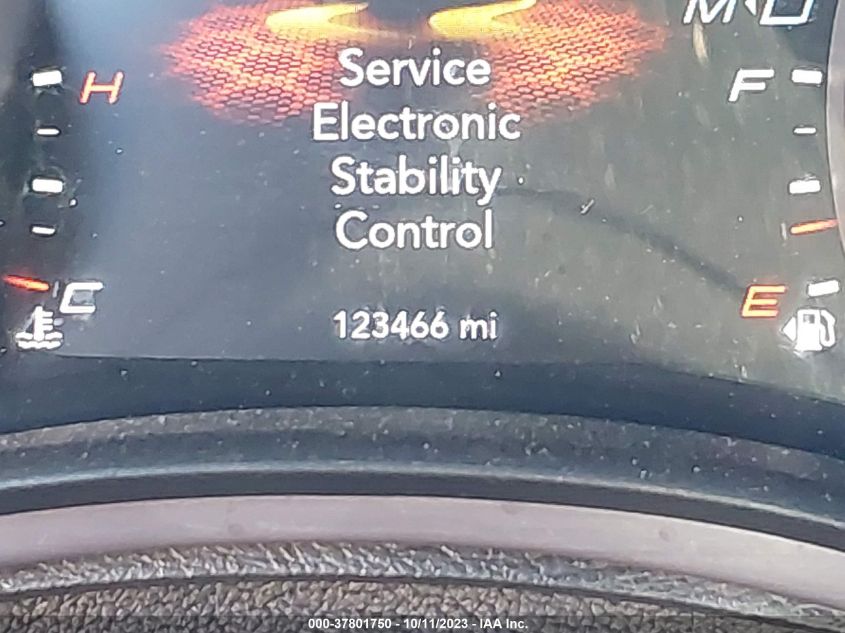 H
F
Service
Electronic
Stability
Control
C
E
123466 mi
000-37801750 - 10/11/2023 - IAA Inc.